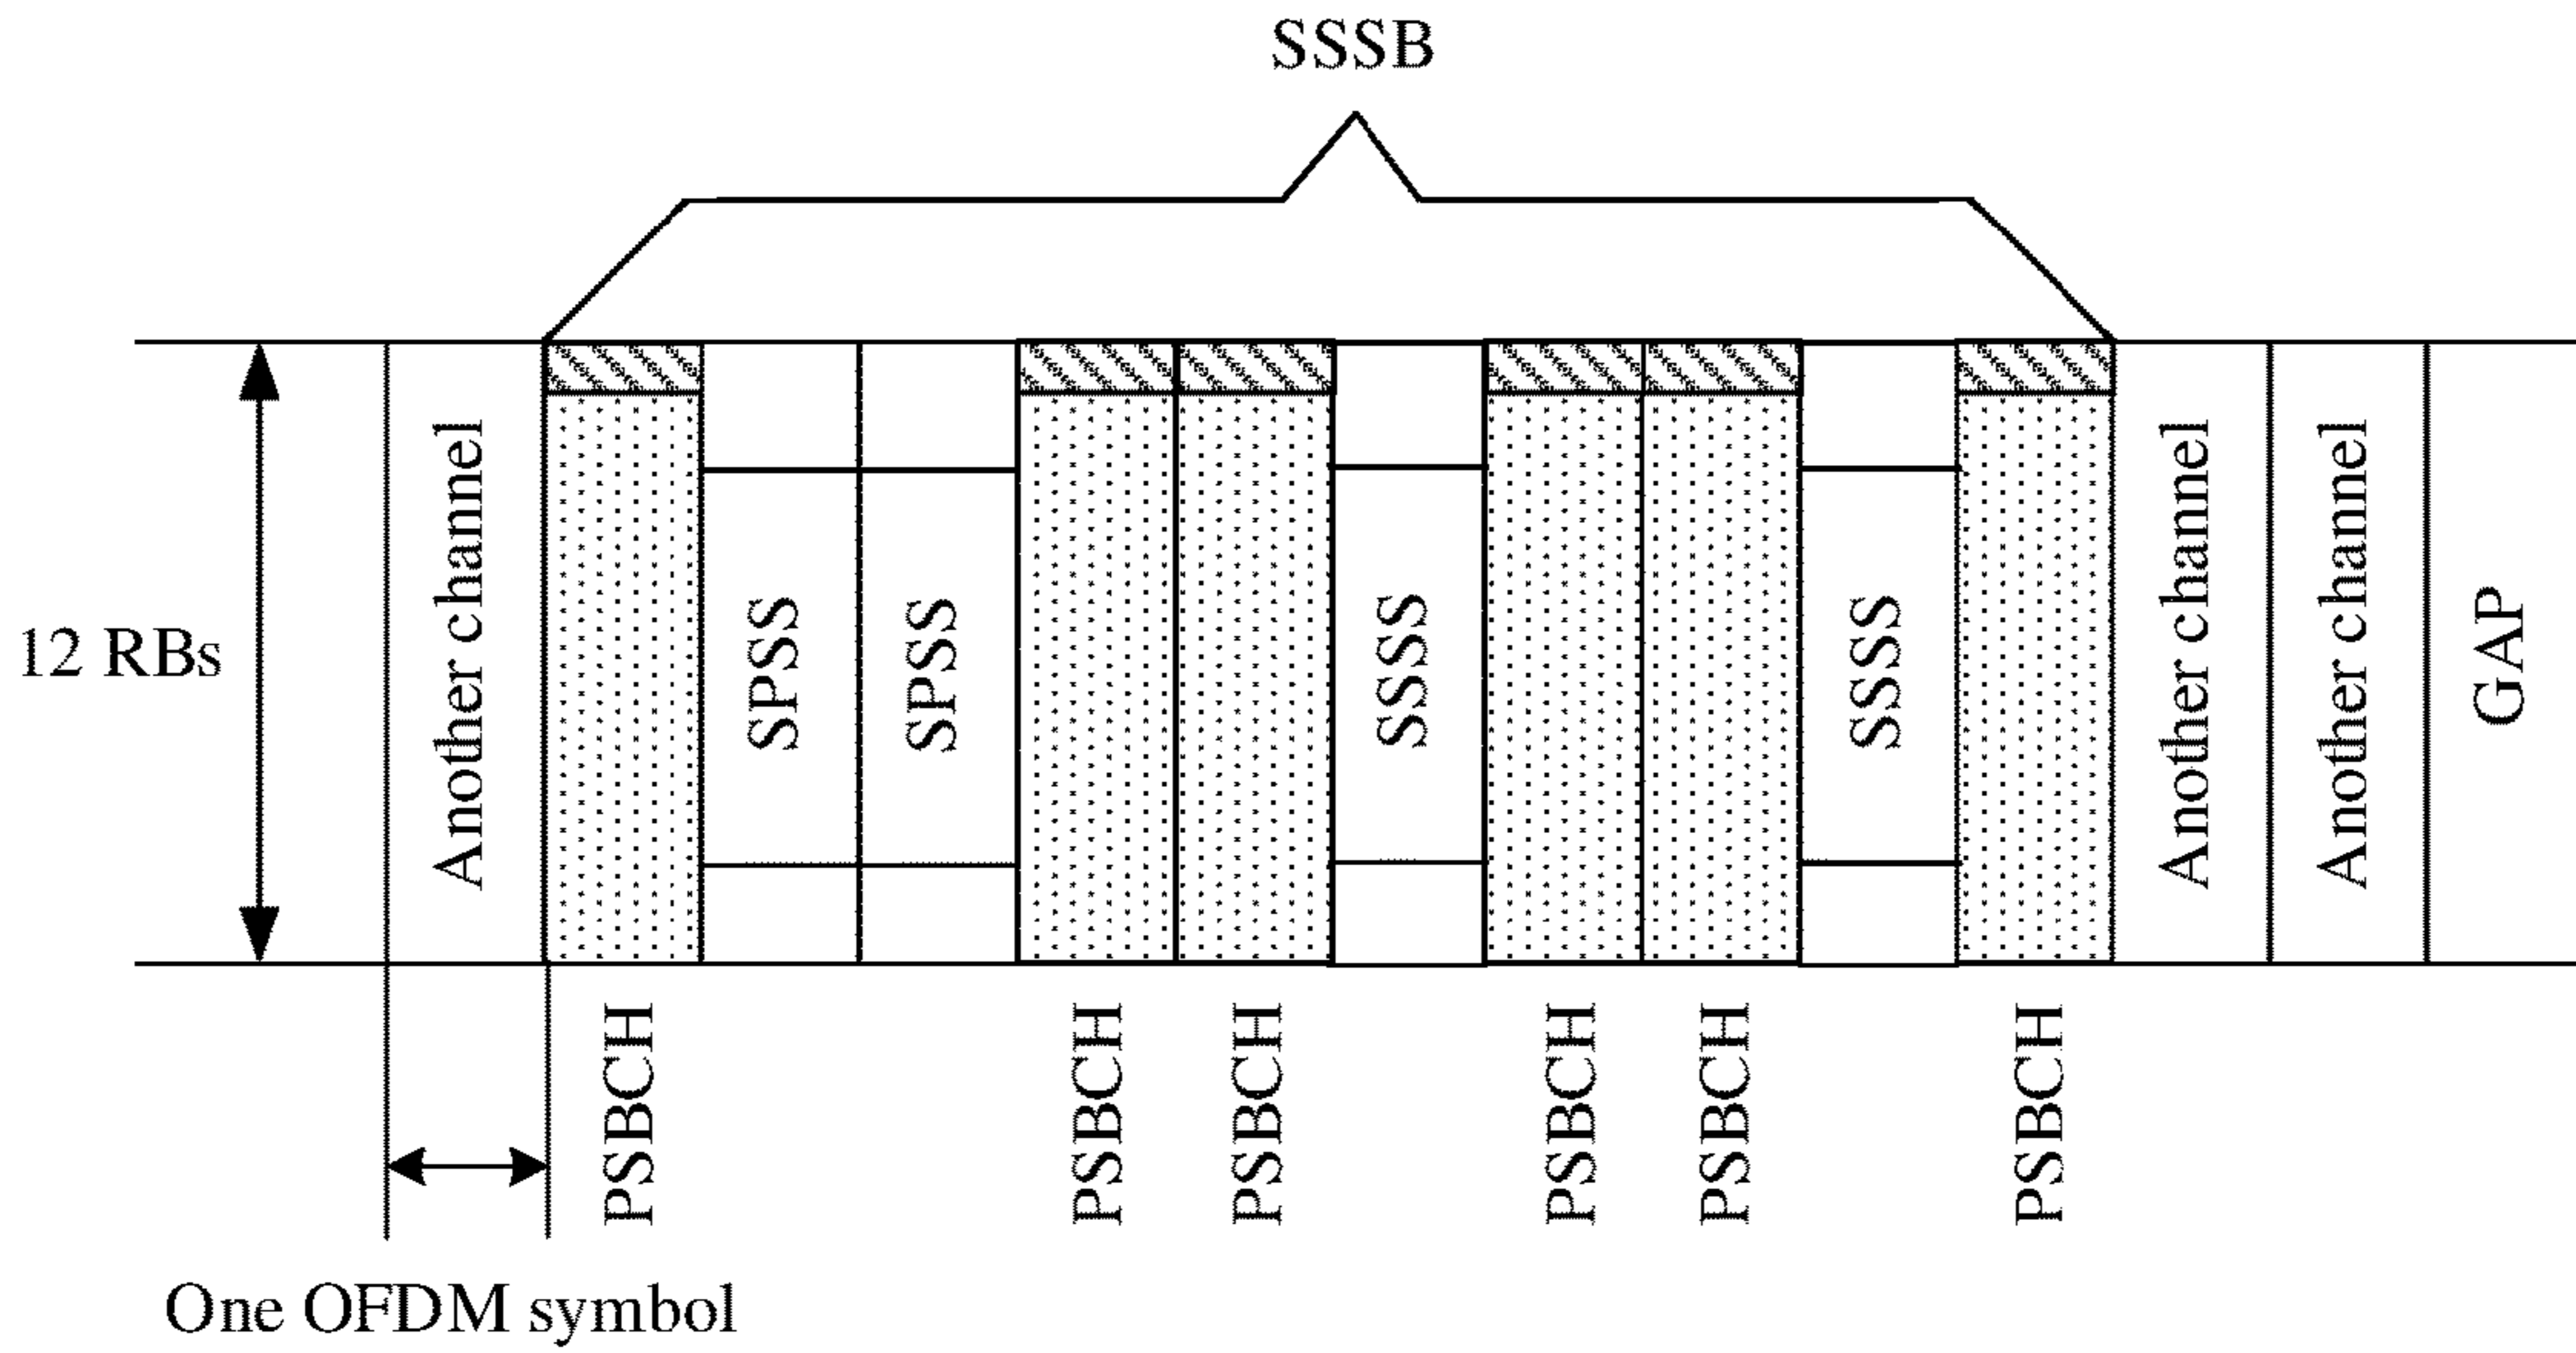 SSSB
12 RBs
Another channel
SPSS
SPSS
SSSS
SSSS
Another channel
Another channel
GAP
PSBCH
PSBCH
PSBCH
PSBCH
PSBCH
PSBCH
One OFDM symbol